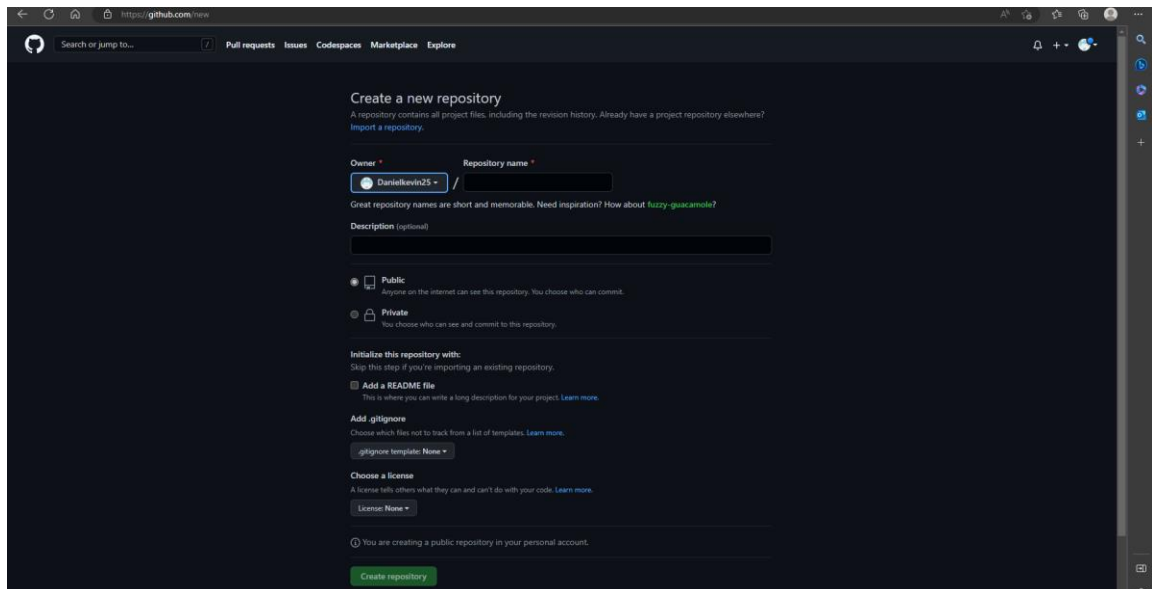 https://github.com/new
Search or jump to... /
Pull requests Issues Codespaces Marketplace Explore
Create a new repository
A repository contains all project files, including the revision history. Already have a project repository elsewhere?
Import a repository.
Owner * Repository name *
Danielkevin25 /
Great repository names are short and memorable. Need inspiration? How about fuzzy-guacamole?
Description (optional)
Public
Anyone on the internet can see this repository. You choose who can commit.
Private
You choose who can see and commit to this repository.
Initialize this repository with:
Skip this step if you're importing an existing repository.
Add a README file
This is where you can write a long description for your project. Learn more.
Add .gitignore
Choose which files not to track from a list of templates. Learn more.
.gitignore template: None
Choose a license
A license tells others what they can and can't do with your code. Learn more.
License: None
You are creating a public repository in your personal account.
Create repository